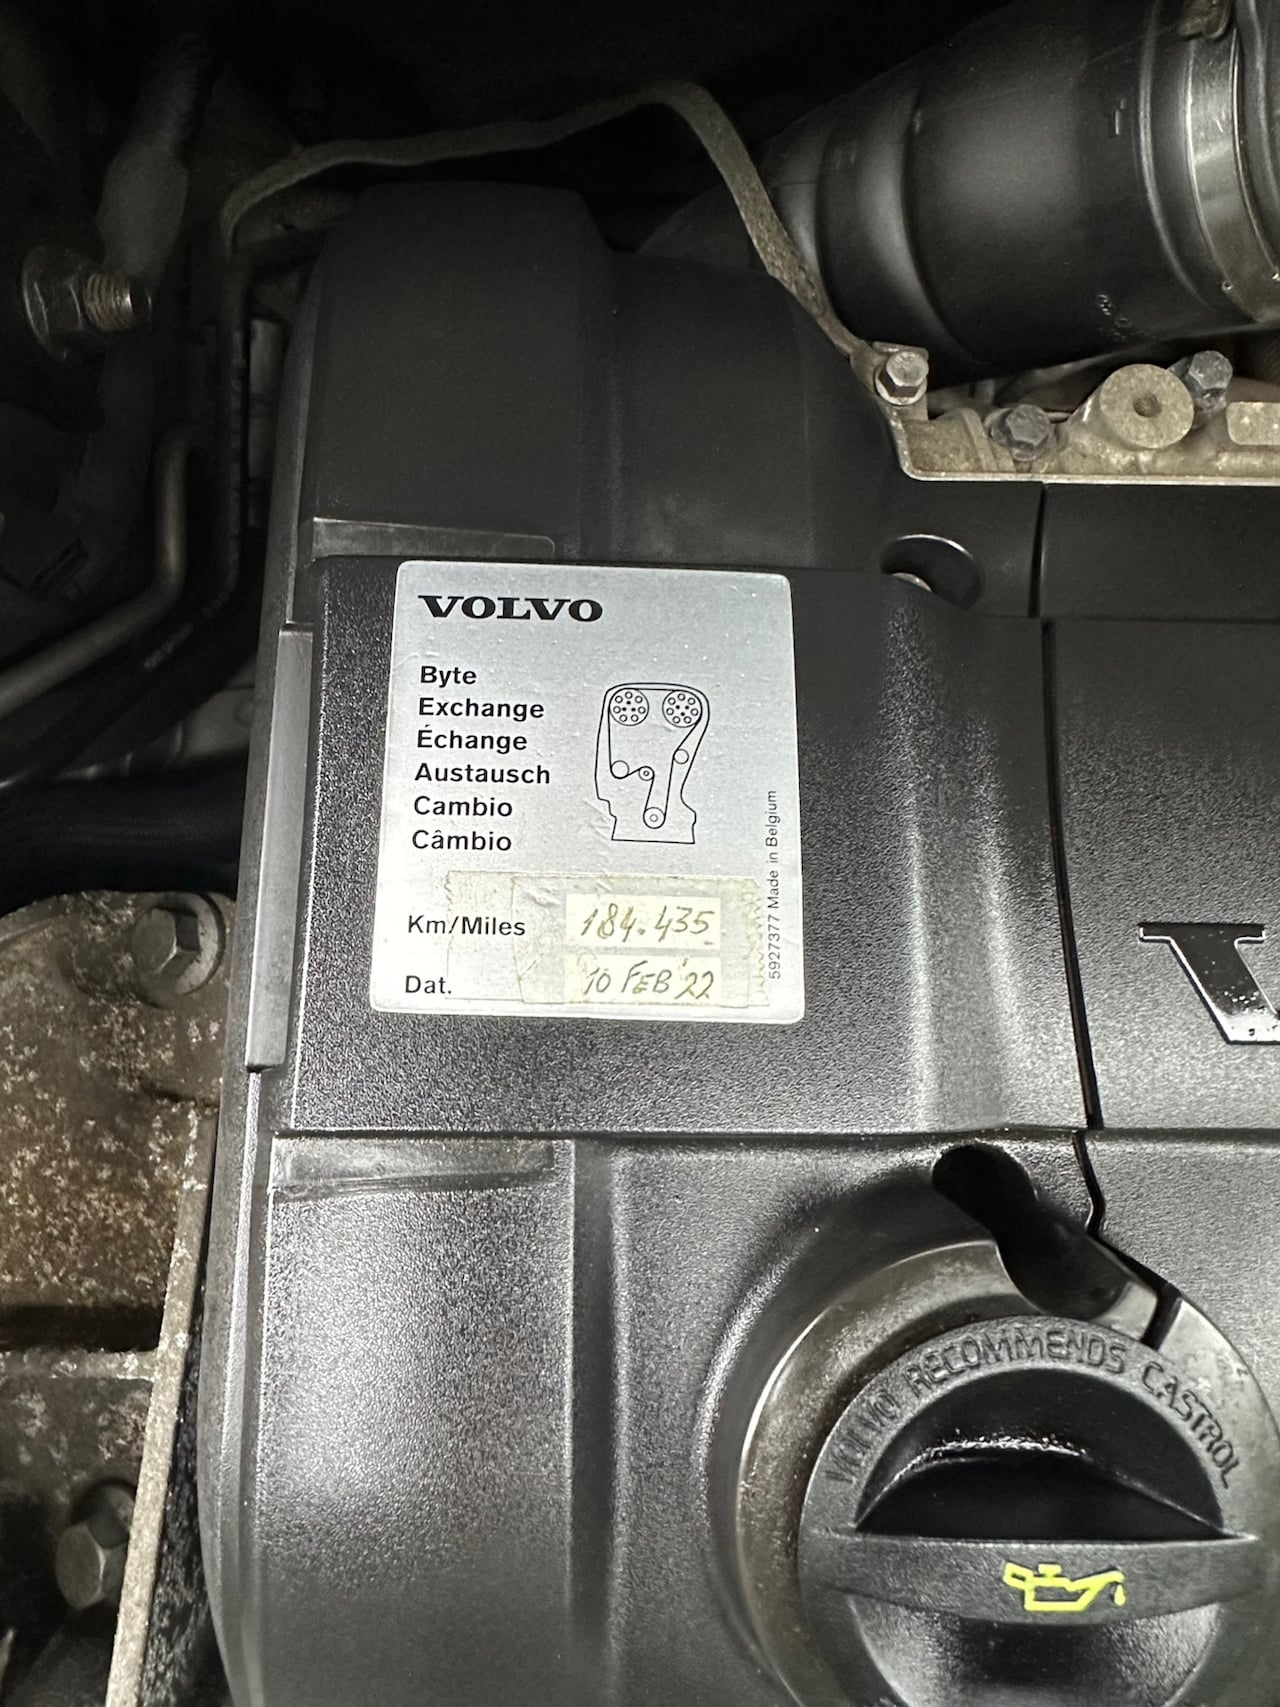 VOLVO
Byte
Exchange
Échange
Austausch
Cambio
Câmbio
Km/Miles 184.435
Dat. 10 FEB '22
5927377 Made in Belgium
VOLVO RECOMMENDS CASTROL